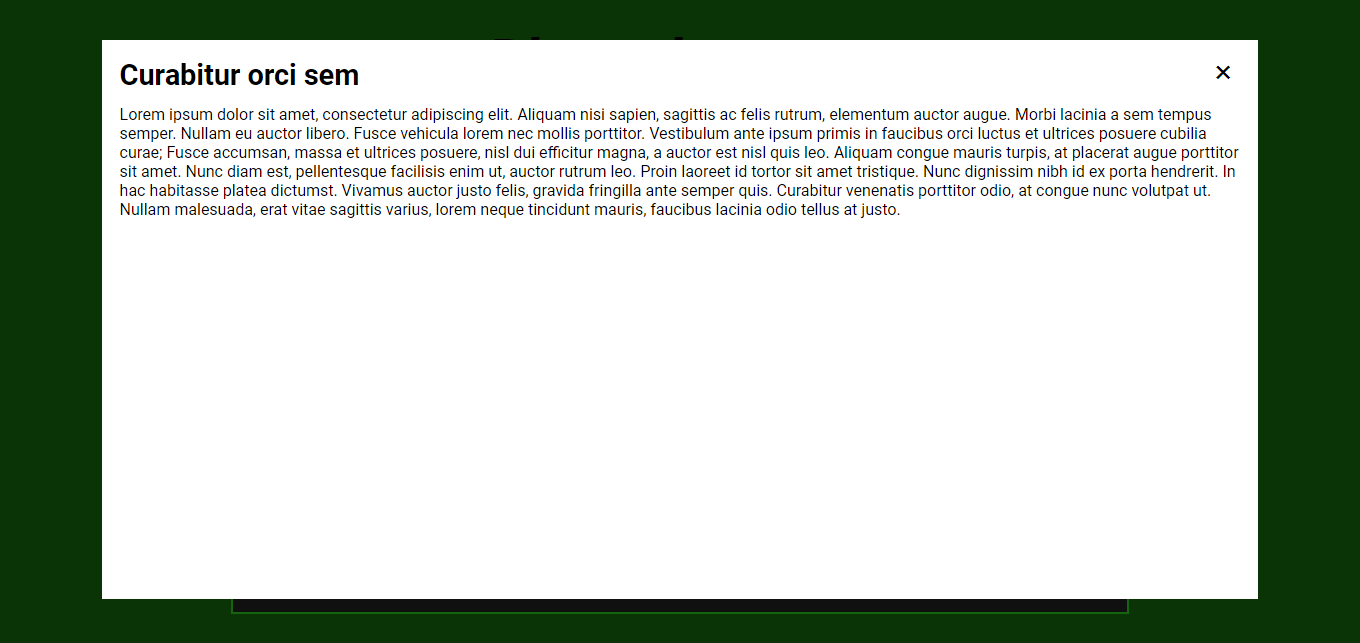 Curabitur orci sem
Lorem ipsum dolor sit amet, consectetur adipiscing elit. Aliquam nisi sapien, sagittis ac felis rutrum, elementum auctor augue. Morbi lacinia a sem tempus
semper. Nullam eu auctor libero. Fusce vehicula lorem nec mollis porttitor. Vestibulum ante ipsum primis in faucibus orci luctus et ultrices posuere cubilia
curae; Fusce accumsan, massa et ultrices posuere, nisl dui efficitur magna, a auctor est nisl quis leo. Aliquam congue mauris turpis, at placerat augue porttitor
sit amet. Nunc diam est, pellentesque facilisis enim ut, auctor rutrum leo. Proin laoreet id tortor sit amet tristique. Nunc dignissim nibh id ex porta hendrerit. In
hac habitasse platea dictumst. Vivamus auctor justo felis, gravida fringilla ante semper quis. Curabitur venenatis porttitor odio, at congue nunc volutpat ut.
Nullam malesuada, erat vitae sagittis varius, lorem neque tincidunt mauris, faucibus lacinia odio tellus at justo.